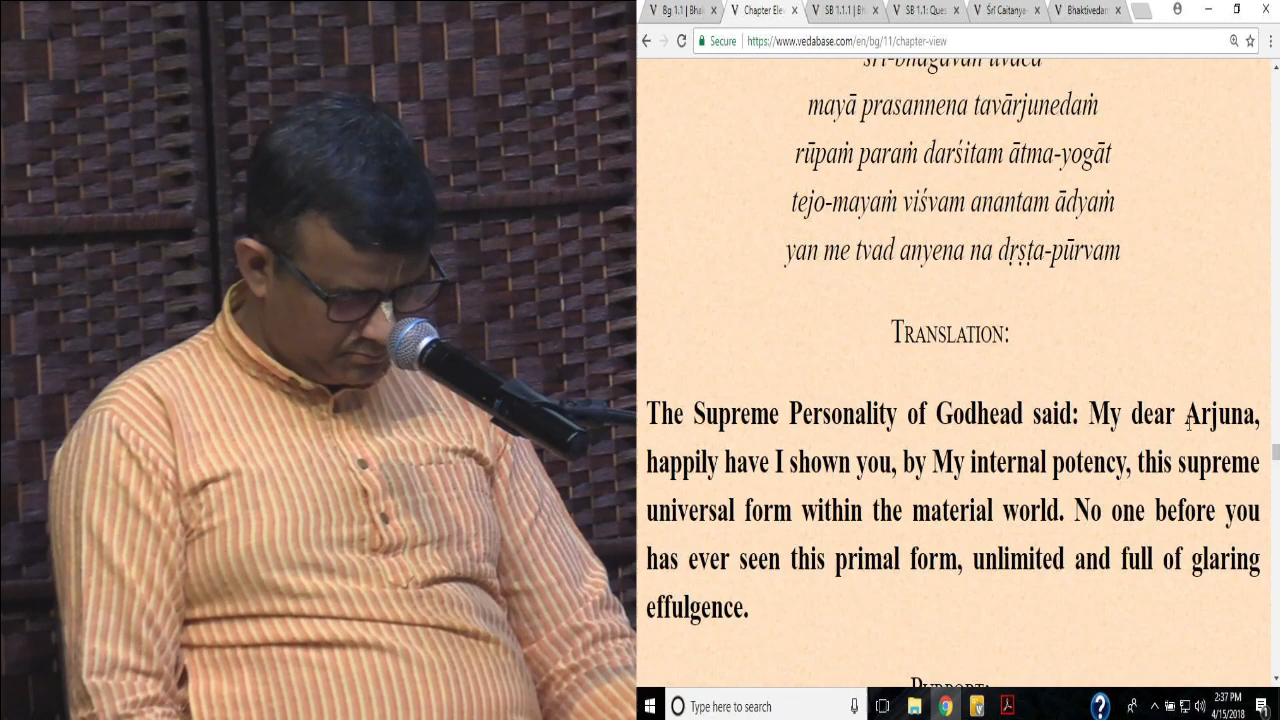 Bg 1.1 | Bha
Chapter Ele
SB 1.1.1 | Bh
SB 1.1: Ques
Śrī Caitanya-
Bhaktivedan
Secure
https://www.vedabase.com/en/bg/11/chapter-view
śrī-bhagavān uvāca
mayā prasannena tavārjunedaṁ
rūpaṁ paraṁ darśitam ātma-yogāt
tejo-mayaṁ viśvam anantam ādyaṁ
yan me tvad anyena na dṛṣṭa-pūrvam
TRANSLATION:
The Supreme Personality of Godhead said: My dear Arjuna,
happily have I shown you, by My internal potency, this supreme
universal form within the material world. No one before you
has ever seen this primal form, unlimited and full of glaring
effulgence.
Type here to search
2:37 PM
4/15/2018